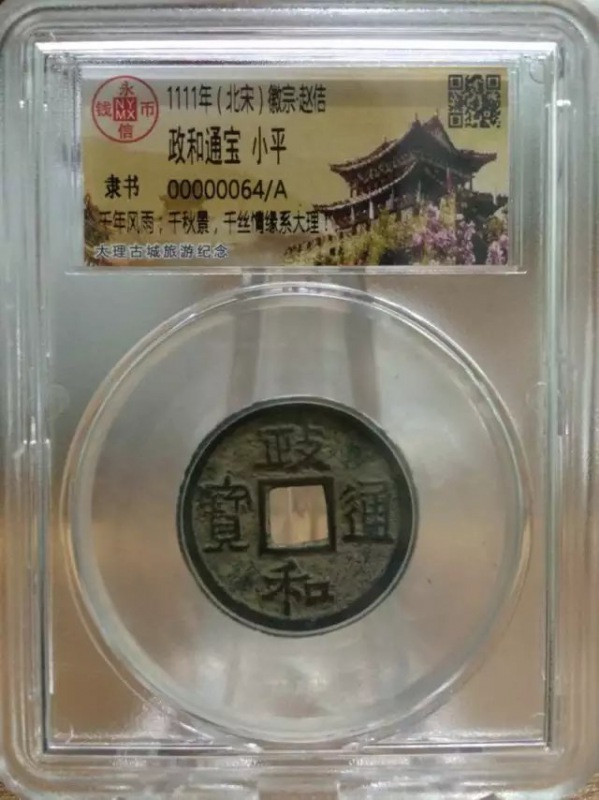 永
钱 NY MX 币
信
1111年(北宋)徽宗·赵佶
政和通宝 小平
隶书 00000064/A
千年风雨;千秋景,千丝情缘系大理!
大理古城旅游纪念
政
寶 通
和